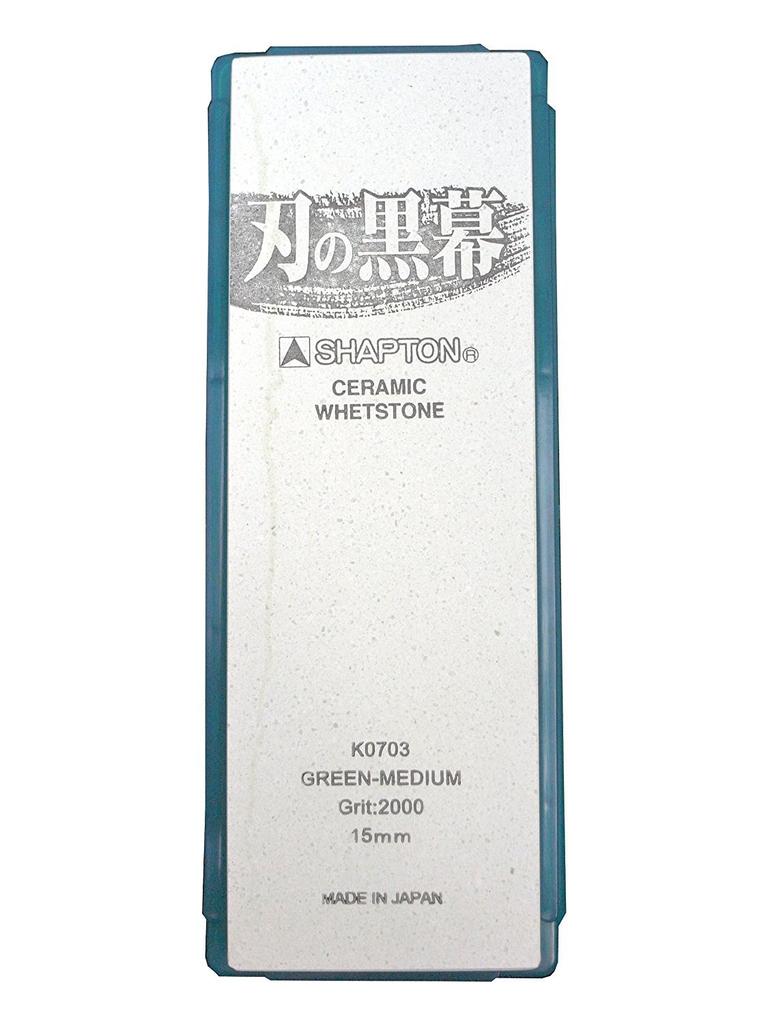 刃の黒幕
SHAPTON®
CERAMIC
WHETSTONE
K0703
GREEN-MEDIUM
Grit:2000
15mm
MADE IN JAPAN